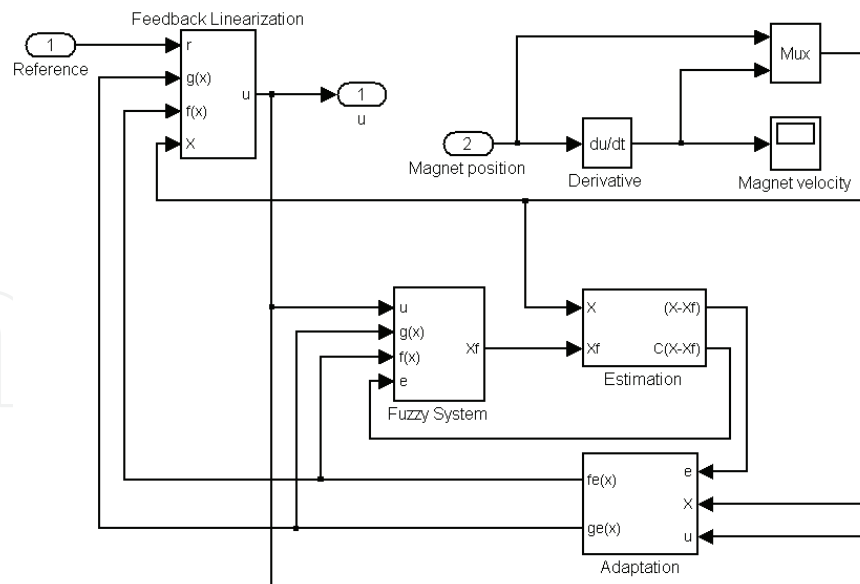 Feedback Linearization
1
Reference
r
g(x)
f(x)
X
u
1
u
2
Magnet position
du/dt
Derivative
Mux
Magnet velocity
u
g(x)
f(x)
e
Xf
Fuzzy System
X
Xf
(X-Xf)
C(X-Xf)
Estimation
fe(x)
ge(x)
e
X
u
Adaptation